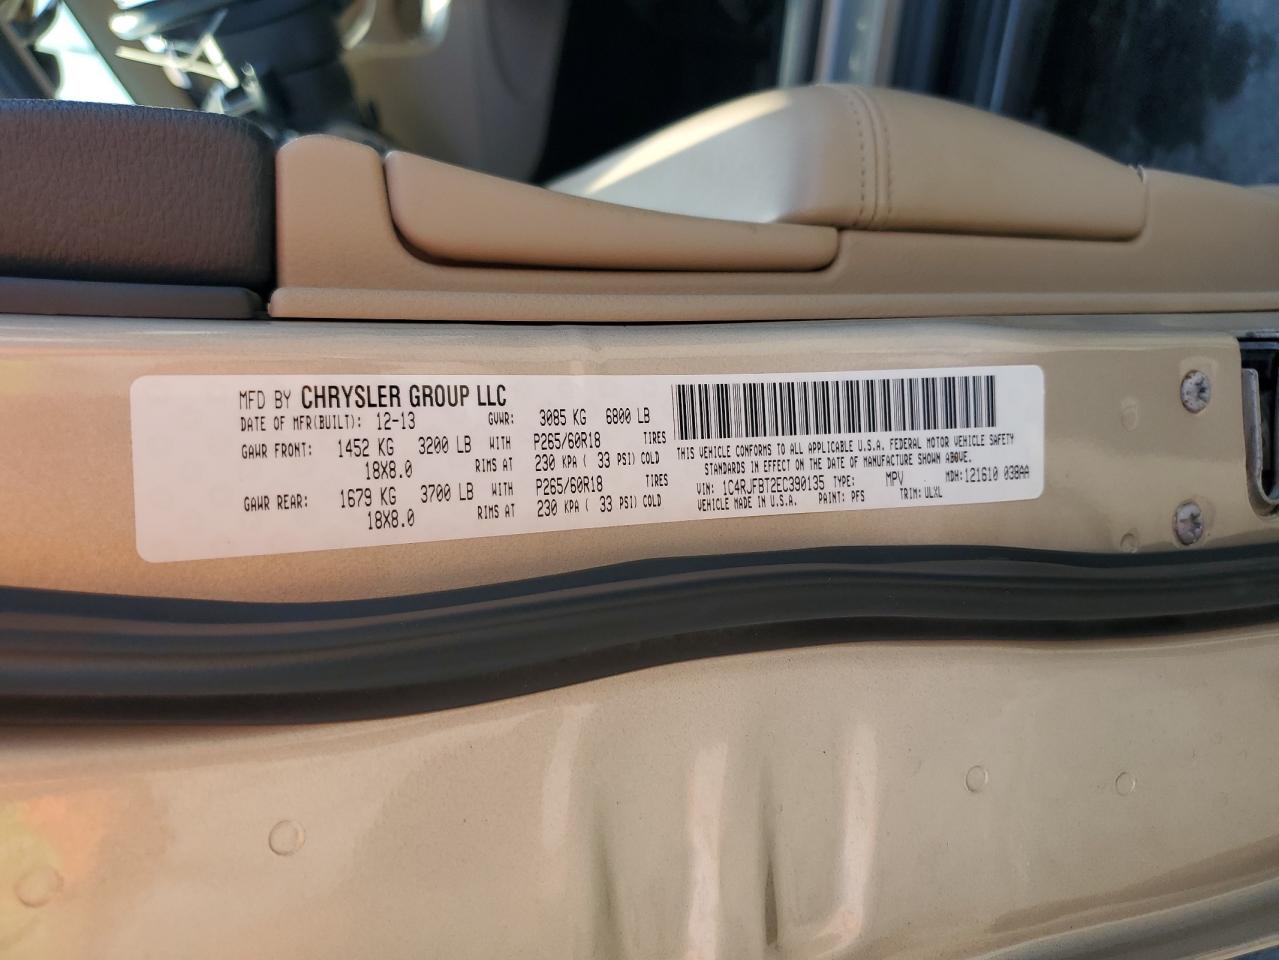 MFD BY CHRYSLER GROUP LLC
DATE OF MFR(BUILT): 12-13 GVWR: 3085 KG 6800 LB
GAWR FRONT: 1452 KG 3200 LB WITH P265/60R18 TIRES
18X8.0 RIMS AT 230 KPA ( 33 PSI) COLD
GAWR REAR: 1679 KG 3700 LB WITH P265/60R18 TIRES
18X8.0 RIMS AT 230 KPA ( 33 PSI) COLD
THIS VEHICLE CONFORMS TO ALL APPLICABLE U.S.A. FEDERAL MOTOR VEHICLE SAFETY
STANDARDS IN EFFECT ON THE DATE OF MANUFACTURE SHOWN ABOVE.
VIN: 1C4RJFBT2EC390135 TYPE: MPV MDH:121610 038AA
VEHICLE MADE IN U.S.A. PAINT: PFS TRIM: ULXL